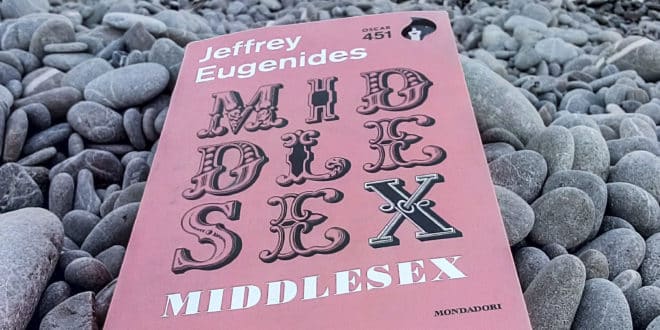 Jeffrey
Eugenides
OSCAR
451
MID
DLE
SEX
MIDDLESEX
MONDADORI